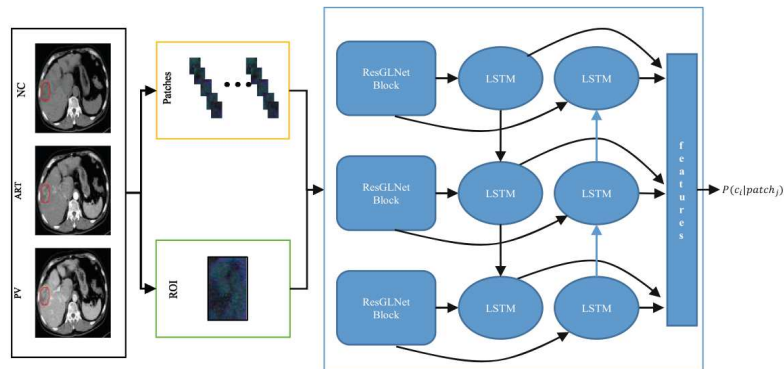 NC
ART
PV
Patches
ROI
ResGLNet
Block
LSTM
LSTM
ResGLNet
Block
LSTM
LSTM
ResGLNet
Block
LSTM
LSTM
features
P(c_i|patch_j)